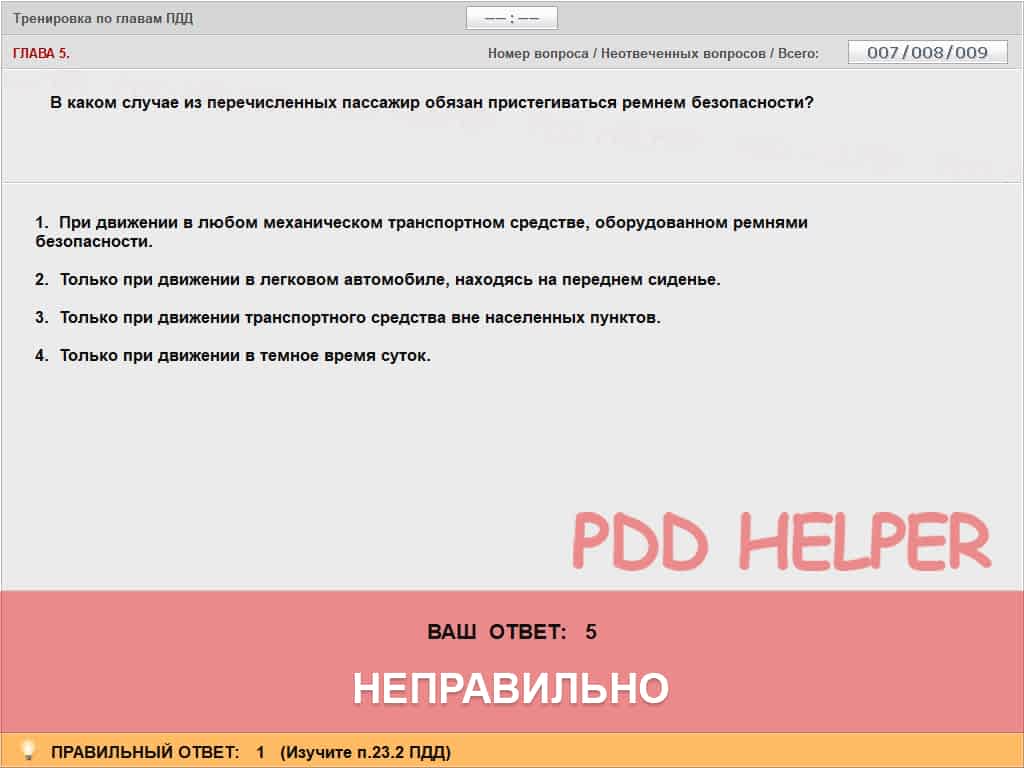 Тренировка по главам ПДД
—— : ——
ГЛАВА 5.
Номер вопроса / Неотвеченных вопросов / Всего:
007/008/009
В каком случае из перечисленных пассажир обязан пристегиваться ремнем безопасности?
1. При движении в любом механическом транспортном средстве, оборудованном ремнями
безопасности.
2. Только при движении в легковом автомобиле, находясь на переднем сиденье.
3. Только при движении транспортного средства вне населенных пунктов.
4. Только при движении в темное время суток.
PDD HELPER
ВАШ ОТВЕТ: 5
НЕПРАВИЛЬНО
ПРАВИЛЬНЫЙ ОТВЕТ: 1 (Изучите п.23.2 ПДД)